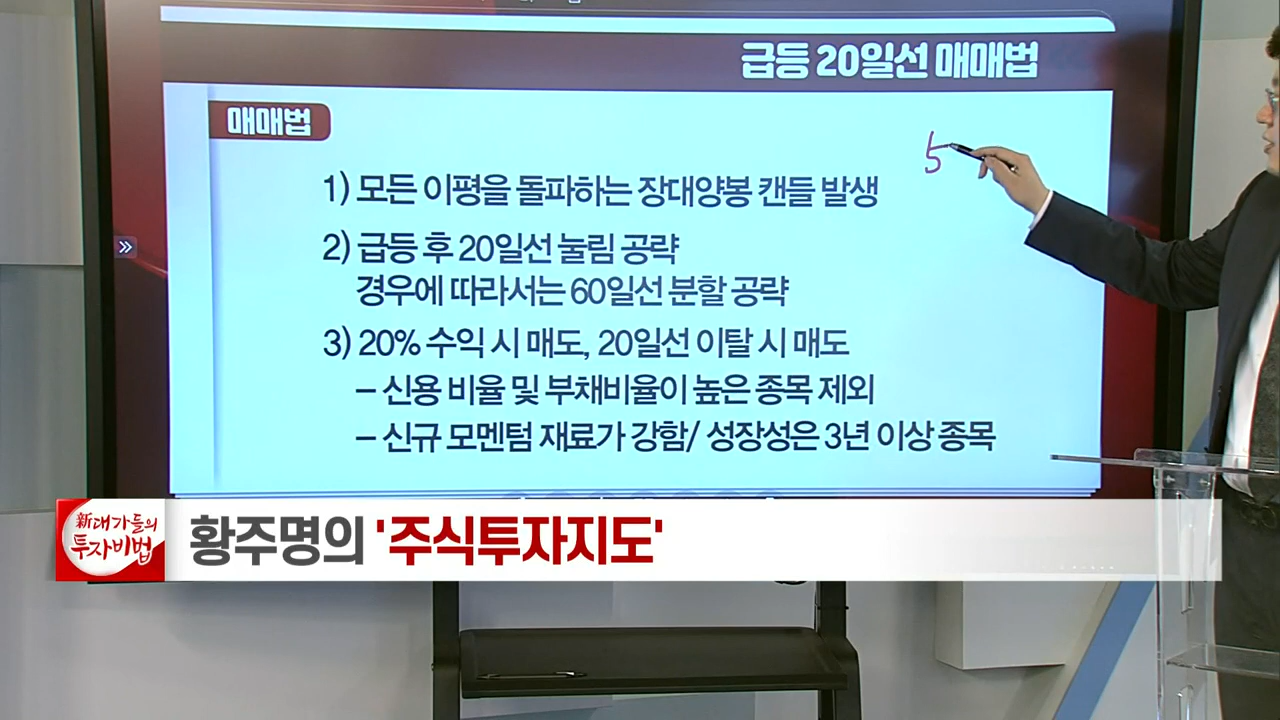 급등 20일선 매매법
매매법
5
1) 모든 이평을 돌파하는 장대양봉 캔들 발생
2) 급등 후 20일선 눌림 공략
경우에 따라서는 60일선 분할 공략
3) 20% 수익 시 매도, 20일선 이탈 시 매도
– 신용 비율 및 부채비율이 높은 종목 제외
– 신규 모멘텀 재료가 강함/ 성장성은 3년 이상 종목
新대가들의
투자비법
황주명의 '주식투자지도'